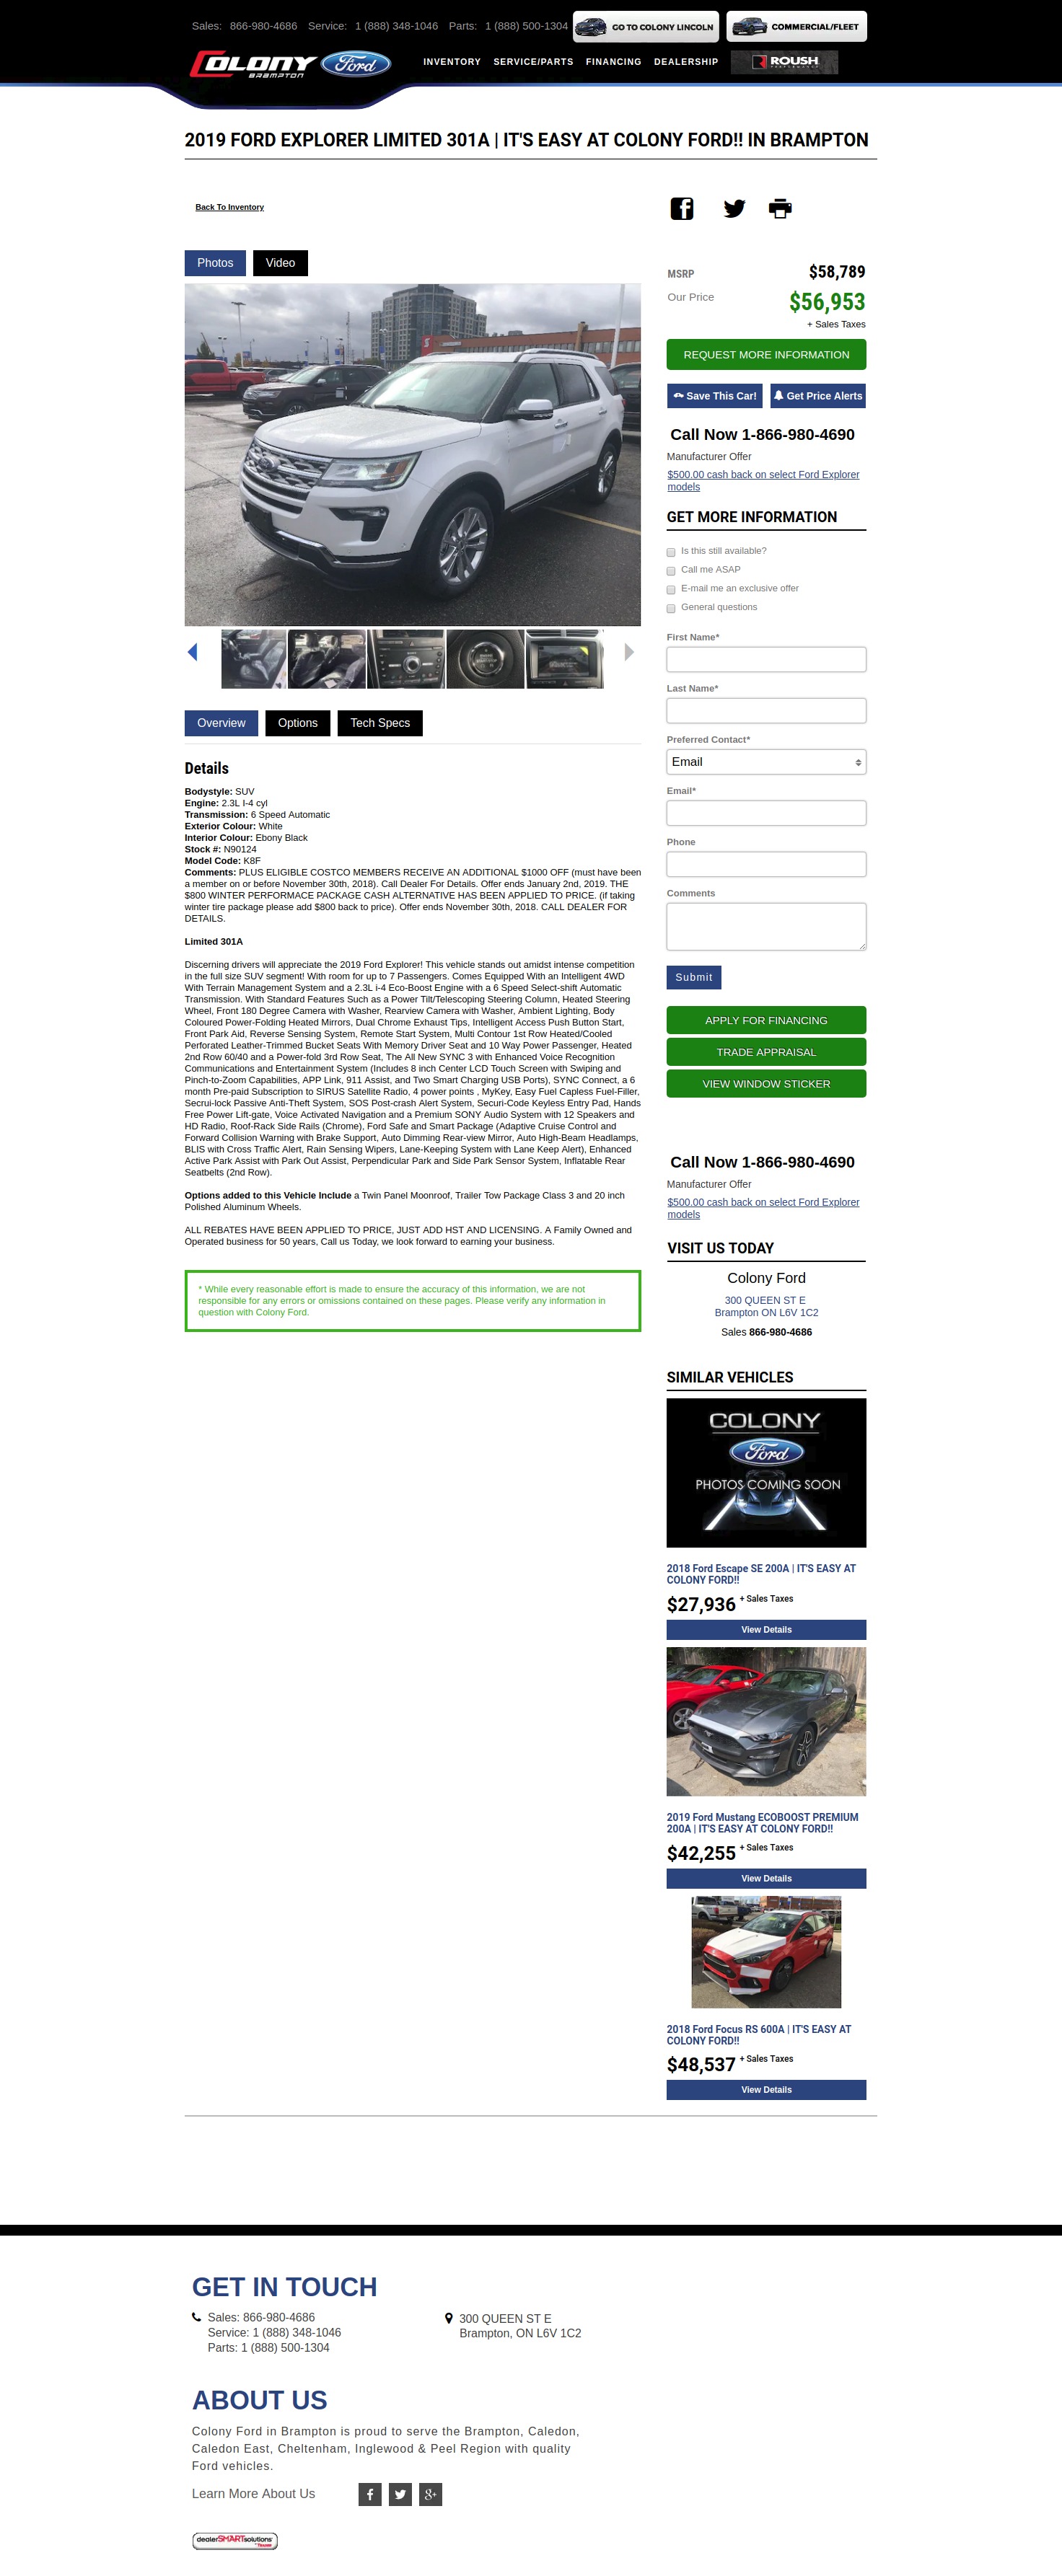 Sales: 866-980-4686 Service: 1 (888) 348-1046 Parts: 1 (888) 500-1304
GO TO COLONY LINCOLN
COMMERCIAL/FLEET
COLONY
BRAMPTON
Ford
INVENTORY SERVICE/PARTS FINANCING DEALERSHIP
ROUSH
2019 FORD EXPLORER LIMITED 301A | IT'S EASY AT COLONY FORD!! IN BRAMPTON
Back To Inventory
Photos Video
MSRP $58,789
Our Price $56,953
+ Sales Taxes
REQUEST MORE INFORMATION
Save This Car! Get Price Alerts
Call Now 1-866-980-4690
Manufacturer Offer
$500.00 cash back on select Ford Explorer
models
GET MORE INFORMATION
Is this still available?
Call me ASAP
E-mail me an exclusive offer
General questions
First Name*
Last Name*
Preferred Contact*
Email
Email*
Phone
Comments
Submit
APPLY FOR FINANCING
TRADE APPRAISAL
VIEW WINDOW STICKER
Overview Options Tech Specs
Details
Bodystyle: SUV
Engine: 2.3L I-4 cyl
Transmission: 6 Speed Automatic
Exterior Colour: White
Interior Colour: Ebony Black
Stock #: N90124
Model Code: K8F
Comments: PLUS ELIGIBLE COSTCO MEMBERS RECEIVE AN ADDITIONAL $1000 OFF (must have been
a member on or before November 30th, 2018). Call Dealer For Details. Offer ends January 2nd, 2019. THE
$800 WINTER PERFORMACE PACKAGE CASH ALTERNATIVE HAS BEEN APPLIED TO PRICE. (if taking
winter tire package please add $800 back to price). Offer ends November 30th, 2018. CALL DEALER FOR
DETAILS.
Limited 301A
Discerning drivers will appreciate the 2019 Ford Explorer! This vehicle stands out amidst intense competition
in the full size SUV segment! With room for up to 7 Passengers. Comes Equipped With an Intelligent 4WD
With Terrain Management System and a 2.3L i-4 Eco-Boost Engine with a 6 Speed Select-shift Automatic
Transmission. With Standard Features Such as a Power Tilt/Telescoping Steering Column, Heated Steering
Wheel, Front 180 Degree Camera with Washer, Rearview Camera with Washer, Ambient Lighting, Body
Coloured Power-Folding Heated Mirrors, Dual Chrome Exhaust Tips, Intelligent Access Push Button Start,
Front Park Aid, Reverse Sensing System, Remote Start System, Multi Contour 1st Row Heated/Cooled
Perforated Leather-Trimmed Bucket Seats With Memory Driver Seat and 10 Way Power Passenger, Heated
2nd Row 60/40 and a Power-fold 3rd Row Seat, The All New SYNC 3 with Enhanced Voice Recognition
Communications and Entertainment System (Includes 8 inch Center LCD Touch Screen with Swiping and
Pinch-to-Zoom Capabilities, APP Link, 911 Assist, and Two Smart Charging USB Ports), SYNC Connect, a 6
month Pre-paid Subscription to SIRUS Satellite Radio, 4 power points , MyKey, Easy Fuel Capless Fuel-Filler,
Secrui-lock Passive Anti-Theft System, SOS Post-crash Alert System, Securi-Code Keyless Entry Pad, Hands
Free Power Lift-gate, Voice Activated Navigation and a Premium SONY Audio System with 12 Speakers and
HD Radio, Roof-Rack Side Rails (Chrome), Ford Safe and Smart Package (Adaptive Cruise Control and
Forward Collision Warning with Brake Support, Auto Dimming Rear-view Mirror, Auto High-Beam Headlamps,
BLIS with Cross Traffic Alert, Rain Sensing Wipers, Lane-Keeping System with Lane Keep Alert), Enhanced
Active Park Assist with Park Out Assist, Perpendicular Park and Side Park Sensor System, Inflatable Rear
Seatbelts (2nd Row).
Options added to this Vehicle Include a Twin Panel Moonroof, Trailer Tow Package Class 3 and 20 inch
Polished Aluminum Wheels.
ALL REBATES HAVE BEEN APPLIED TO PRICE, JUST ADD HST AND LICENSING. A Family Owned and
Operated business for 50 years, Call us Today, we look forward to earning your business.
* While every reasonable effort is made to ensure the accuracy of this information, we are not
responsible for any errors or omissions contained on these pages. Please verify any information in
question with Colony Ford.
Call Now 1-866-980-4690
Manufacturer Offer
$500.00 cash back on select Ford Explorer
models
VISIT US TODAY
Colony Ford
300 QUEEN ST E
Brampton ON L6V 1C2
Sales 866-980-4686
SIMILAR VEHICLES
COLONY
Ford
PHOTOS COMING SOON
2018 Ford Escape SE 200A | IT'S EASY AT
COLONY FORD!!
$27,936 + Sales Taxes
View Details
2019 Ford Mustang ECOBOOST PREMIUM
200A | IT'S EASY AT COLONY FORD!!
$42,255 + Sales Taxes
View Details
2018 Ford Focus RS 600A | IT'S EASY AT
COLONY FORD!!
$48,537 + Sales Taxes
View Details
GET IN TOUCH
Sales: 866-980-4686
Service: 1 (888) 348-1046
Parts: 1 (888) 500-1304
300 QUEEN ST E
Brampton, ON L6V 1C2
ABOUT US
Colony Ford in Brampton is proud to serve the Brampton, Caledon,
Caledon East, Cheltenham, Inglewood & Peel Region with quality
Ford vehicles.
Learn More About Us
dealerSMARTsolutions